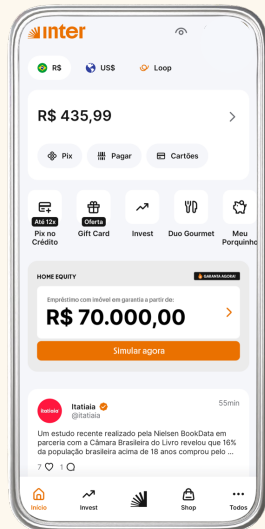 inter
R$
US$
Loop
R$ 435,99
Pix
Pagar
Cartões
Até 12x
Pix no
Crédito
Oferta
Gift Card
Invest
Duo Gourmet
Meu
Porquinho
HOME EQUITY
GARANTA AGORA!
Empréstimo com imóvel em garantia a partir de:
R$ 70.000,00
Simular agora
itatiaia
Itatiaia
@itatiaia
55min
Um estudo recente realizado pela Nielsen BookData em
parceria com a Câmara Brasileira do Livro revelou que 16%
da população brasileira acima de 18 anos comprou pelo ...
7
1
Início
Invest
Shop
Todos